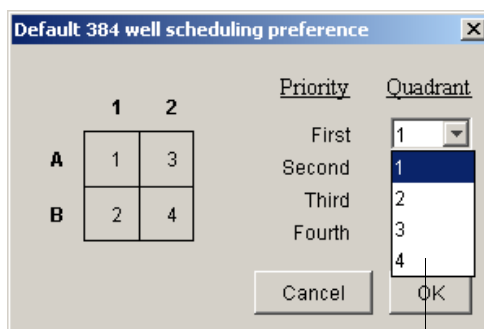 Default 384 well scheduling preference
1 2
A 1 3
B 2 4
Priority Quadrant
First 1
Second 1
2
Third 3
Fourth 4
Cancel OK